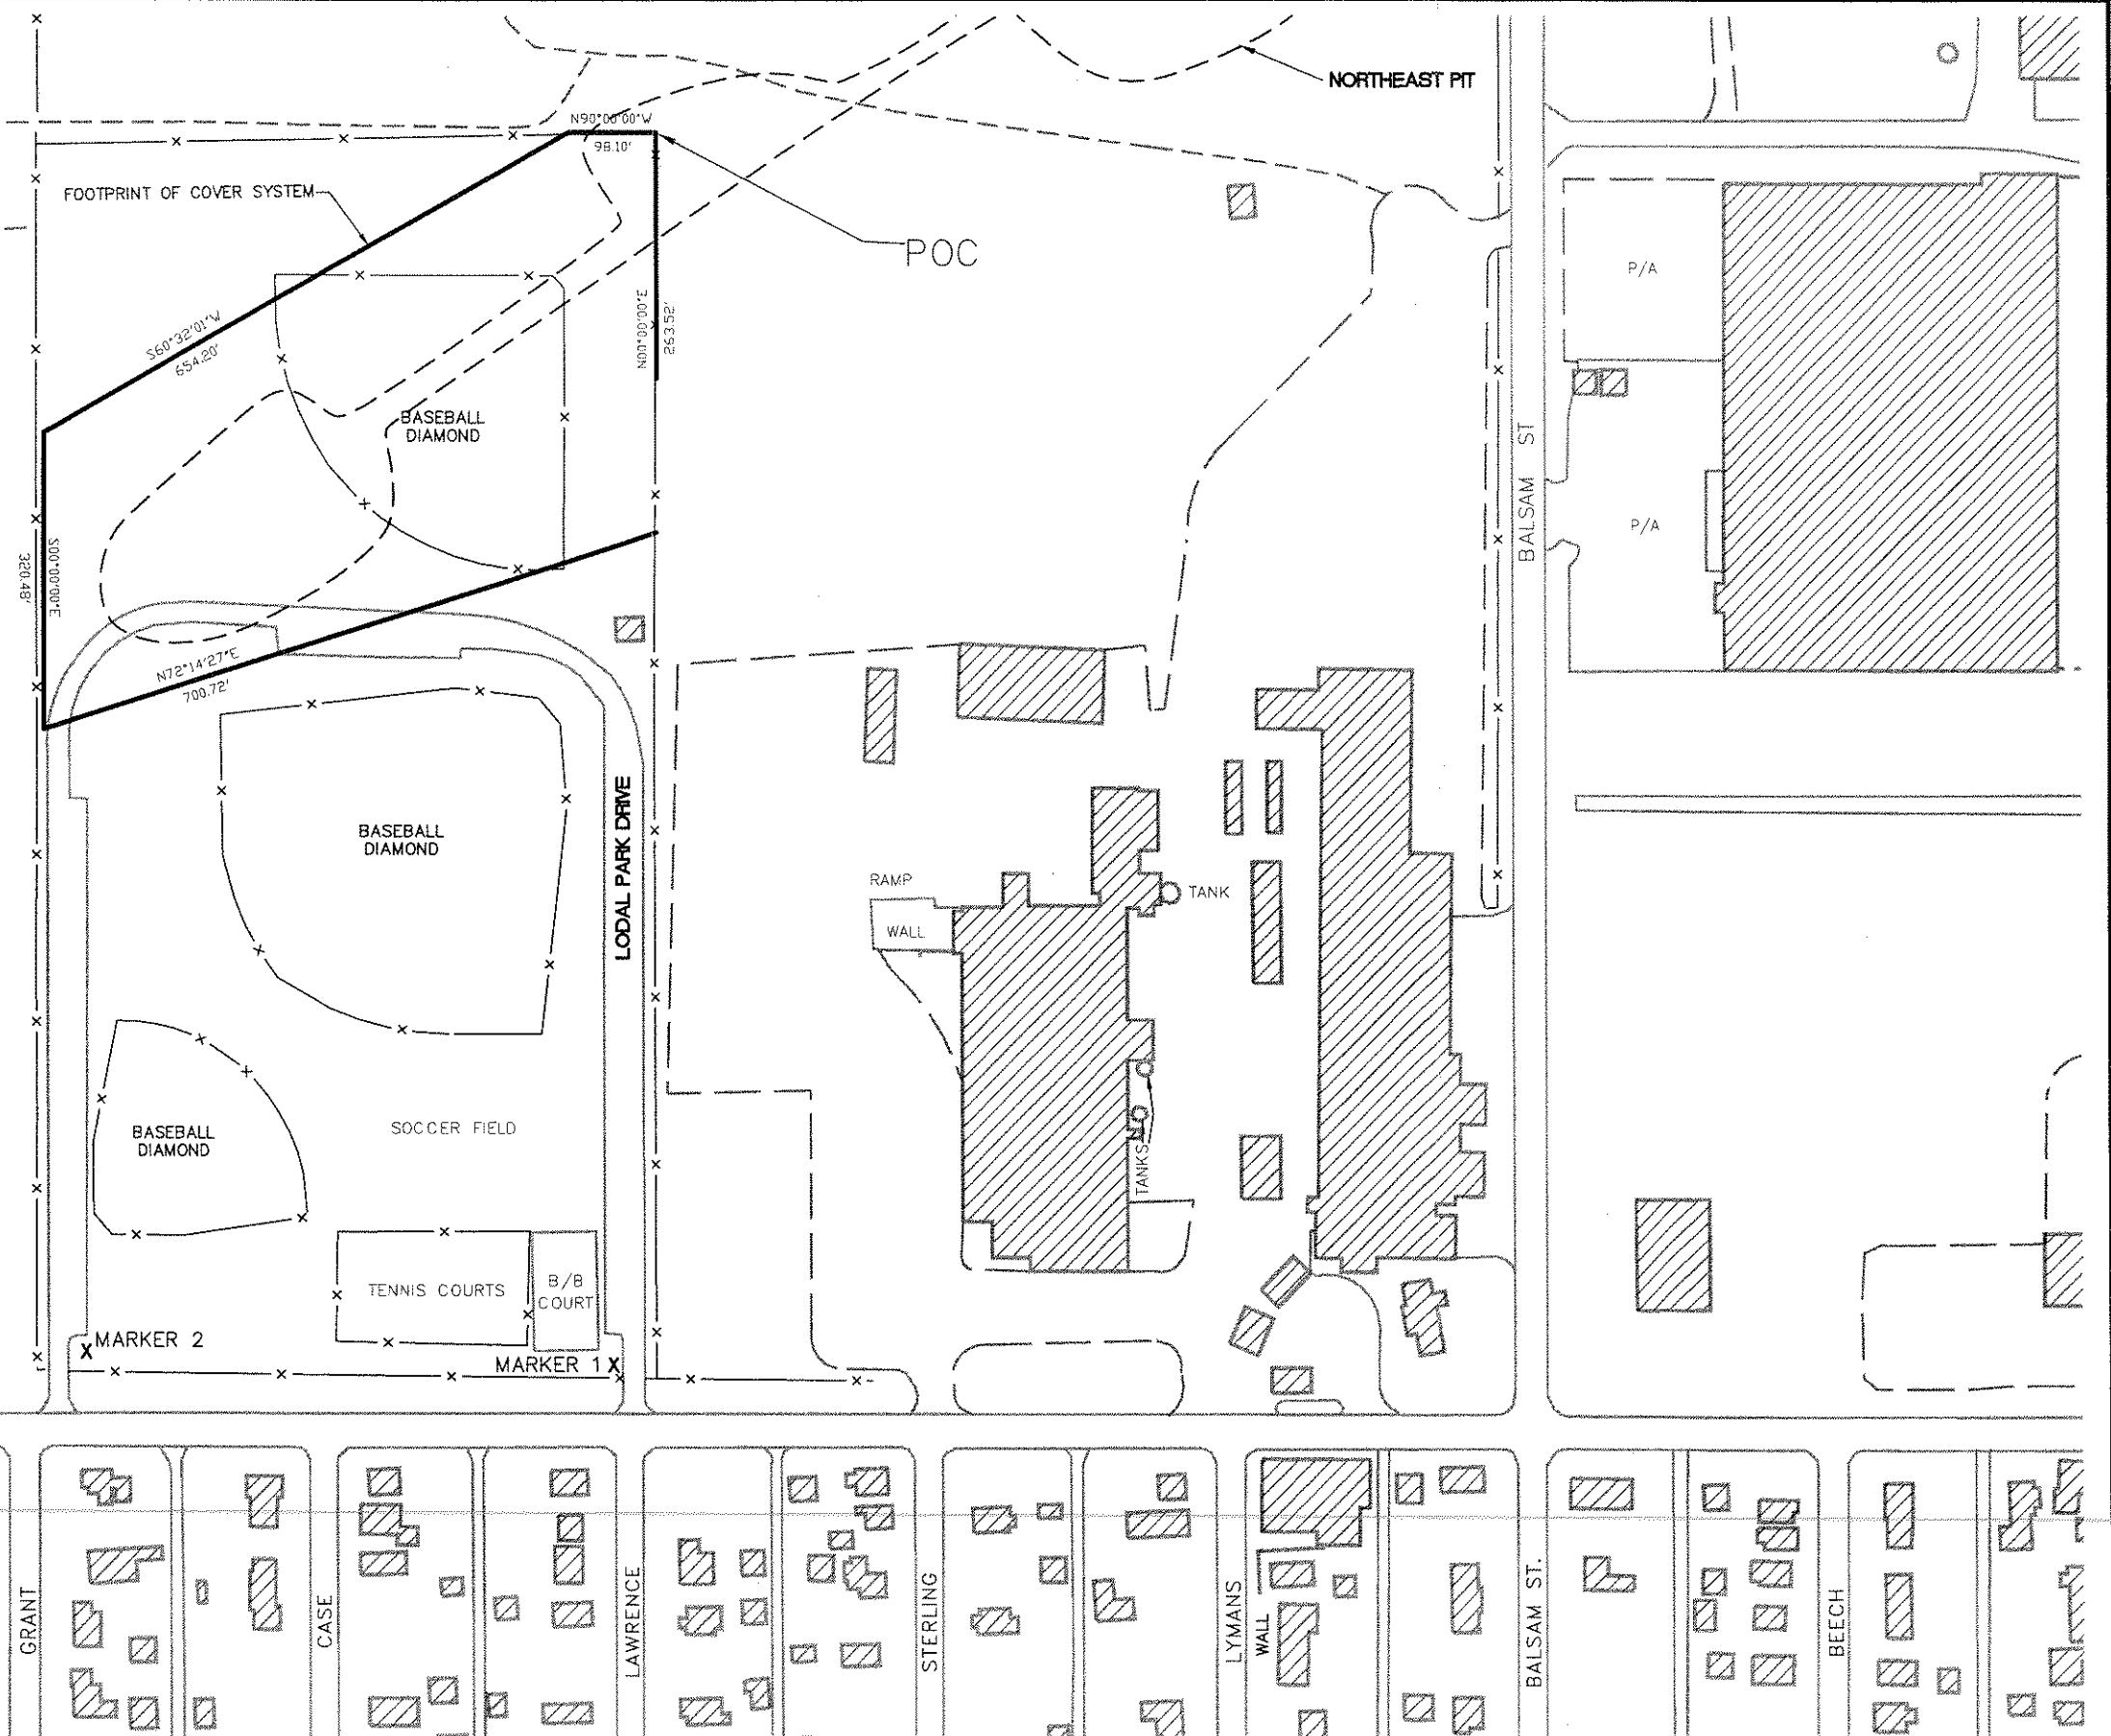 NORTHEAST PIT
N90°00'00"W
98.10'
FOOTPRINT OF COVER SYSTEM
POC
P/A
N00°00'00"E
263.52'
S60°32'01"W
654.20'
BASEBALL
DIAMOND
BALSAM ST
P/A
S00°00'00"E
320.48'
N72°14'27"E
700.72'
LODAL PARK DRIVE
BASEBALL
DIAMOND
RAMP
TANK
WALL
SOCCER FIELD
BASEBALL
DIAMOND
TANKS
TENNIS COURTS
B/B
COURT
MARKER 2
MARKER 1
GRANT
CASE
LAWRENCE
STERLING
LYMANS
WALL
BALSAM ST.
BEECH